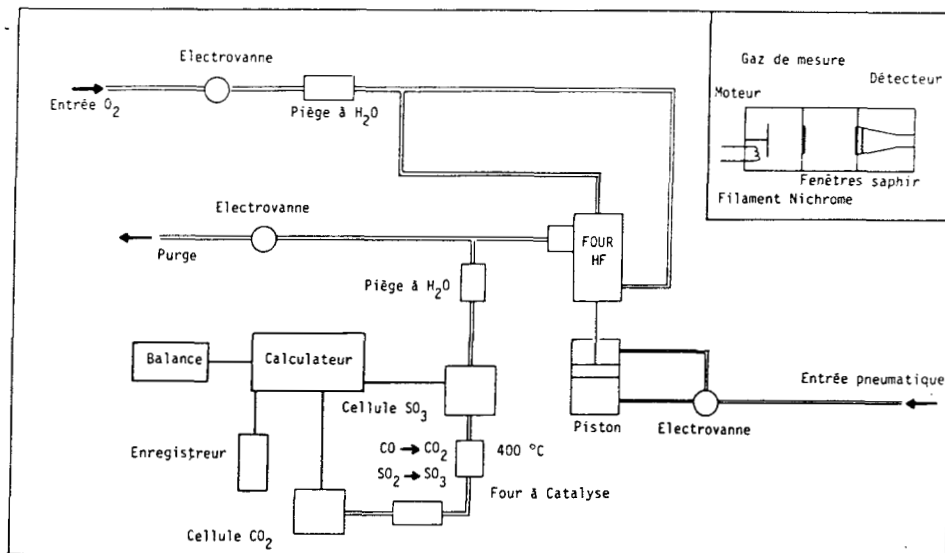 Electrovanne
Entrée O2
Piège à H2O
Gaz de mesure
Détecteur
Moteur
Fenêtres saphir
Filament Nichrome
Electrovanne
Purge
FOUR
HF
Piège à H2O
Balance
Calculateur
Cellule SO3
Entrée pneumatique
Piston
Electrovanne
Enregistreur
CO → CO2
400 °C
SO2 → SO3
Four à Catalyse
Cellule CO2